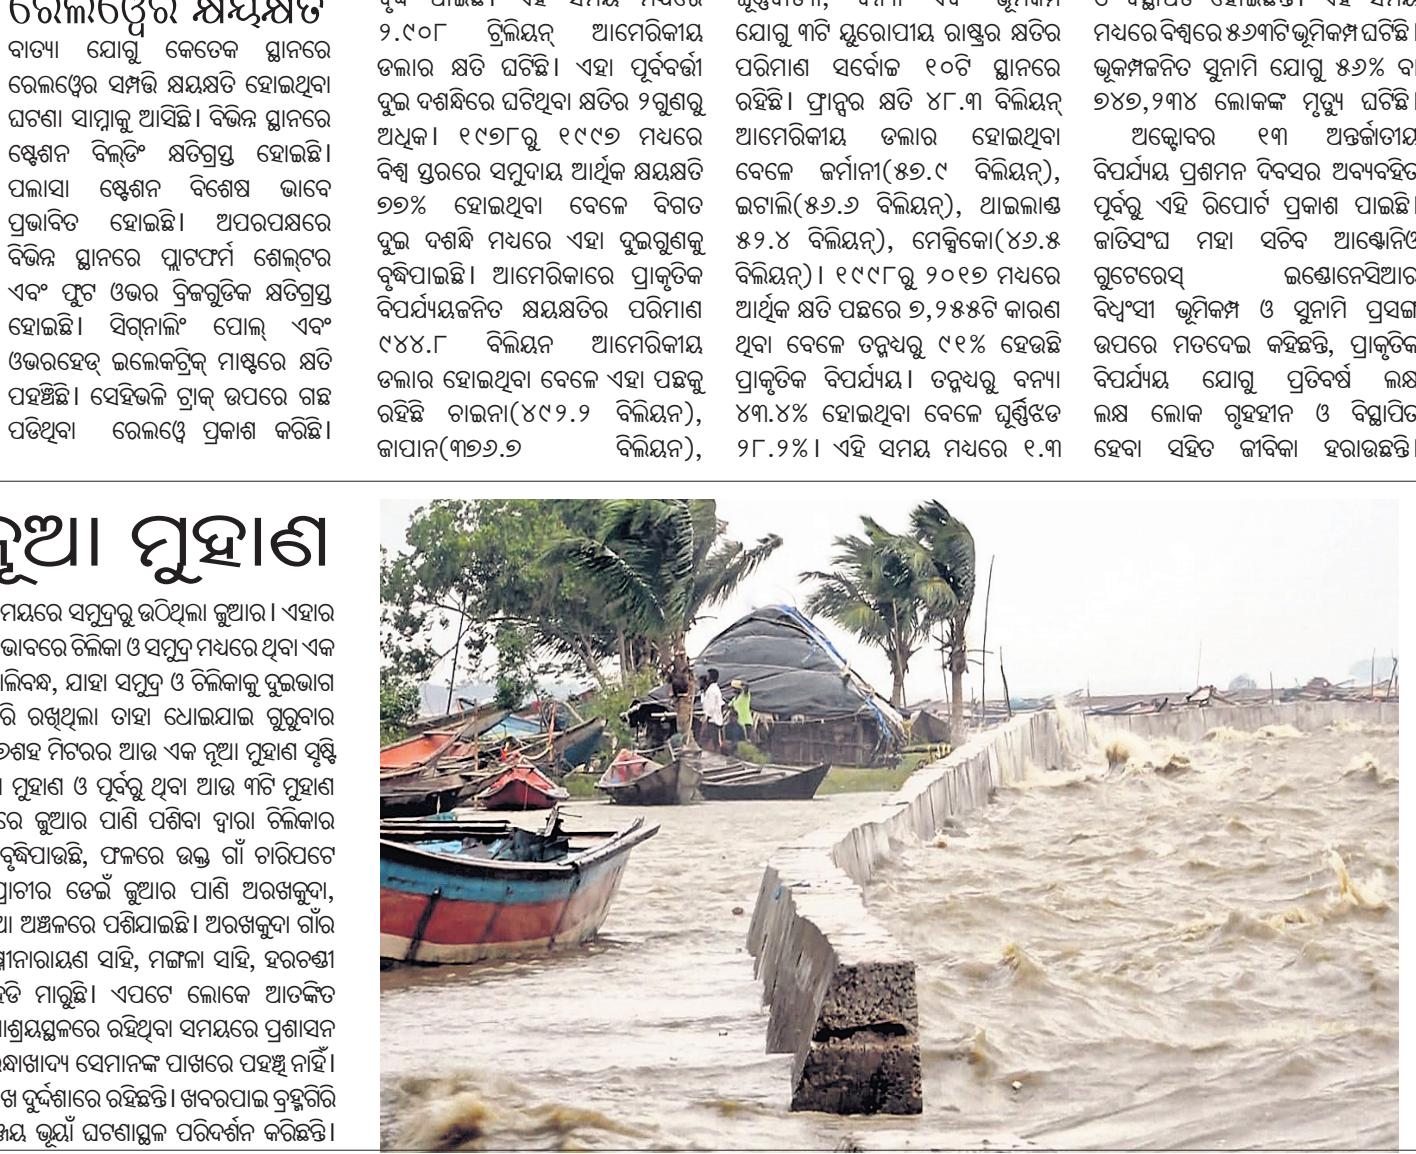 ରେଲୱେର କ୍ଷୟକ୍ଷତି
ବାତ୍ୟା ଯୋଗୁ କେତେକ ସ୍ଥାନରେ
ରେଲୱେର ସମ୍ପତ୍ତି କ୍ଷୟକ୍ଷତି ହୋଇଥିବା
ଘଟଣା ସାମ୍ନାକୁ ଆସିଛି। ବିଭିନ୍ନ ସ୍ଥାନରେ
ଷ୍ଟେଶନ ବିଲ୍ଡିଂ କ୍ଷତିଗ୍ରସ୍ତ ହୋଇଛି।
ପଲାସା ଷ୍ଟେଶନ ବିଶେଷ ଭାବେ
ପ୍ରଭାବିତ ହୋଇଛି। ଅପରପକ୍ଷରେ
ବିଭିନ୍ନ ସ୍ଥାନରେ ପ୍ଲାଟଫର୍ମ ଶେଲ୍‌ଟର
ଏବଂ ଫୁଟ ଓଭର ବ୍ରିଜଗୁଡିକ କ୍ଷତିଗ୍ରସ୍ତ
ହୋଇଛି। ସିଗ୍‌ନାଲିଂ ପୋଲ୍ ଏବଂ
ଓଭରହେଡ୍ ଇଲେକଟ୍ରିକ୍ ମାଷ୍ଟରେ କ୍ଷତି
ପହଞ୍ଚିଛି। ସେହିଭଳି ଟ୍ରାକ୍ ଉପରେ ଗଛ
ପଡିଥିବା ରେଲୱେ ପ୍ରକାଶ କରିଛି।
ବୃଦ୍ଧି ପାଇଛି। ଏହି ସମୟ ମଧ୍ୟରେ
୨.୯୦୮ ଟ୍ରିଲିୟନ୍ ଆମେରିକୀୟ
ଡଲାର କ୍ଷତି ଘଟିଛି। ଏହା ପୂର୍ବବର୍ତ୍ତୀ
ଦୁଇ ଦଶନ୍ଧିରେ ଘଟିଥିବା କ୍ଷତିର ୨ଗୁଣରୁ
ଅଧିକ। ୧୯୭୮ରୁ ୧୯୯୭ ମଧ୍ୟରେ
ବିଶ୍ୱ ସ୍ତରରେ ସମୁଦାୟ ଆର୍ଥିକ କ୍ଷୟକ୍ଷତି
୭୭% ହୋଇଥିବା ବେଳେ ବିଗତ
ଦୁଇ ଦଶନ୍ଧି ମଧ୍ୟରେ ଏହା ଦୁଇଗୁଣକୁ
ବୃଦ୍ଧିପାଇଛି। ଆମେରିକାରେ ପ୍ରାକୃତିକ
ବିପର୍ଯ୍ୟୟଜନିତ କ୍ଷୟକ୍ଷତିର ପରିମାଣ
୯୪୪.୮ ବିଲିୟନ ଆମେରିକୀୟ
ଡଲାର ହୋଇଥିବା ବେଳେ ଏହା ପଛକୁ
ରହିଛି ଚାଇନା(୪୯୨.୨ ବିଲିୟନ),
ଜାପାନ(୩୭୬.୭ ବିଲିୟନ),
ଯୋଗୁ ୩ଟି ୟୁରୋପୀୟ ରାଷ୍ଟ୍ରର କ୍ଷତିର
ପରିମାଣ ସର୍ବୋଚ୍ଚ ୧୦ଟି ସ୍ଥାନରେ
ରହିଛି। ଫ୍ରାନ୍ସର କ୍ଷତି ୪୮.୩ ବିଲିୟନ୍
ଆମେରିକୀୟ ଡଲାର ହୋଇଥିବା
ବେଳେ ଜର୍ମାନୀ(୫୭.୯ ବିଲିୟନ୍),
ଇଟାଲି(୫୬.୬ ବିଲିୟନ୍), ଥାଇଲାଣ୍ଡ
୫୨.୪ ବିଲିୟନ୍), ମେକ୍ସିକୋ(୪୬.୫
ବିଲିୟନ୍)। ୧୯୯୮ରୁ ୨୦୧୭ ମଧ୍ୟରେ
ଆର୍ଥିକ କ୍ଷତି ପଛରେ ୭,୨୫୫ଟି କାରଣ
ଥିବା ବେଳେ ତନ୍ମଧ୍ୟରୁ ୯୧% ହେଉଛି
ପ୍ରାକୃତିକ ବିପର୍ଯ୍ୟୟ। ତନ୍ମଧ୍ୟରୁ ବନ୍ୟା
୪୩.୪% ହୋଇଥିବା ବେଳେ ଘୂର୍ଣ୍ଣିଝଡ
୨୮.୨%। ଏହି ସମୟ ମଧ୍ୟରେ ୧.୩
ମଧ୍ୟରେ ବିଶ୍ୱରେ ୫୬୩ଟି ଭୂମିକମ୍ପ ଘଟିଛି।
ଭୂକମ୍ପଜନିତ ସୁନାମି ଯୋଗୁ ୫୬% ବା
୭୪୭,୨୩୪ ଲୋକଙ୍କ ମୃତ୍ୟୁ ଘଟିଛି।
ଅକ୍ଟୋବର ୧୩ ଅନ୍ତର୍ଜାତୀୟ
ବିପର୍ଯ୍ୟୟ ପ୍ରଶମନ ଦିବସର ଅବ୍ୟବହିତ
ପୂର୍ବରୁ ଏହି ରିପୋର୍ଟ ପ୍ରକାଶ ପାଇଛି।
ଜାତିସଂଘ ମହା ସଚିବ ଆଣ୍ଟୋନିଓ
ଗୁଟେରେସ୍ ଇଣ୍ଡୋନେସିଆର
ବିଧ୍ୱଂସୀ ଭୂମିକମ୍ପ ଓ ସୁନାମି ପ୍ରସଙ୍ଗ
ଉପରେ ମତଦେଇ କହିଛନ୍ତି, ପ୍ରାକୃତିକ
ବିପର୍ଯ୍ୟୟ ଯୋଗୁ ପ୍ରତିବର୍ଷ ଲକ୍ଷ
ଲକ୍ଷ ଲୋକ ଗୃହହୀନ ଓ ବିସ୍ଥାପିତ
ହେବା ସହିତ ଜୀବିକା ହରାଉଛନ୍ତି।
ନୂଆ ମୁହାଣ
ସମୁଦ୍ରରୁ ଉଠିଥିଲା ଜୁଆର। ଏହାର
ଚିଲିକା ଓ ସମୁଦ୍ର ମଧ୍ୟରେ ଥିବା ଏକ
ଯାହା ସମୁଦ୍ର ଓ ଚିଲିକାକୁ ଦୁଇଭାଗ
ରଖିଥିଲା ତାହା ଧୋଇଯାଇ ଗୁରୁବାର
ମିଟରର ଆଉ ଏକ ନୂଆ ମୁହାଣ ସୃଷ୍ଟି
ମୁହାଣ ଓ ପୂର୍ବରୁ ଥିବା ଆଉ ୩ଟି ମୁହାଣ
ଜୁଆର ପାଣି ପଶିବା ଦ୍ୱାରା ଚିଲିକାର
ବୃଦ୍ଧିପାଉଛି, ଫଳରେ ଉକ୍ତ ଗାଁ ଚାରିପଟେ
ପ୍ରାଚୀର ଡେଇଁ ଜୁଆର ପାଣି ଅରଖକୁଦା,
ଅଞ୍ଚଳରେ ପଶିଯାଇଛି। ଅରଖକୁଦା ଗାଁର
ସାହି, ମଙ୍ଗଳା ସାହି, ହରଚଣ୍ଡୀ
ମାରୁଛି। ଏପଟେ ଲୋକେ ଆତଙ୍କିତ
ରହିଥିବା ସମୟରେ ପ୍ରଶାସନ
ସେମାନଙ୍କ ପାଖରେ ପହଞ୍ଚି ନାହିଁ।
ଦୁର୍ଦ୍ଦଶାରେ ରହିଛନ୍ତି। ଖବରପାଇ ବ୍ରହ୍ମଗିରି
ଭୂୟାଁ ଘଟଣାସ୍ଥଳ ପରିଦର୍ଶନ କରିଛନ୍ତି।